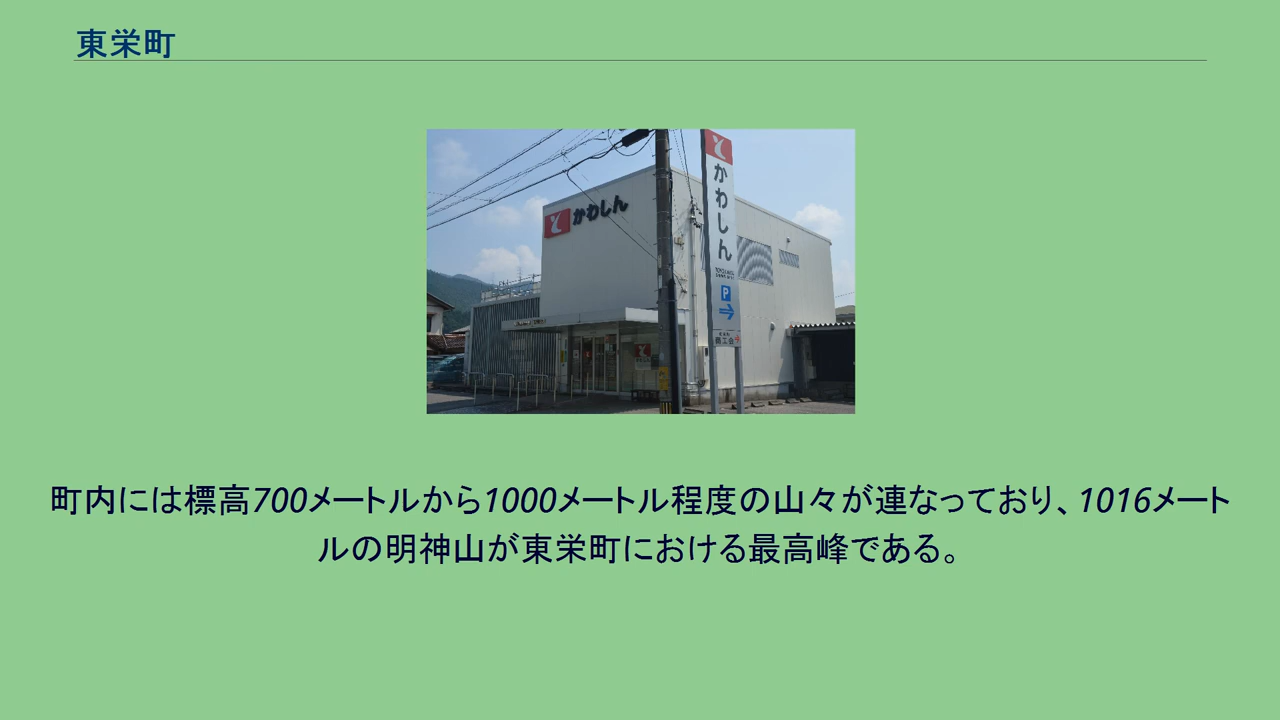 東栄町
かわしん
かわしん
P
商工会
町内には標高700メートルから1000メートル程度の山々が連なっており、1016メート
ルの明神山が東栄町における最高峰である。